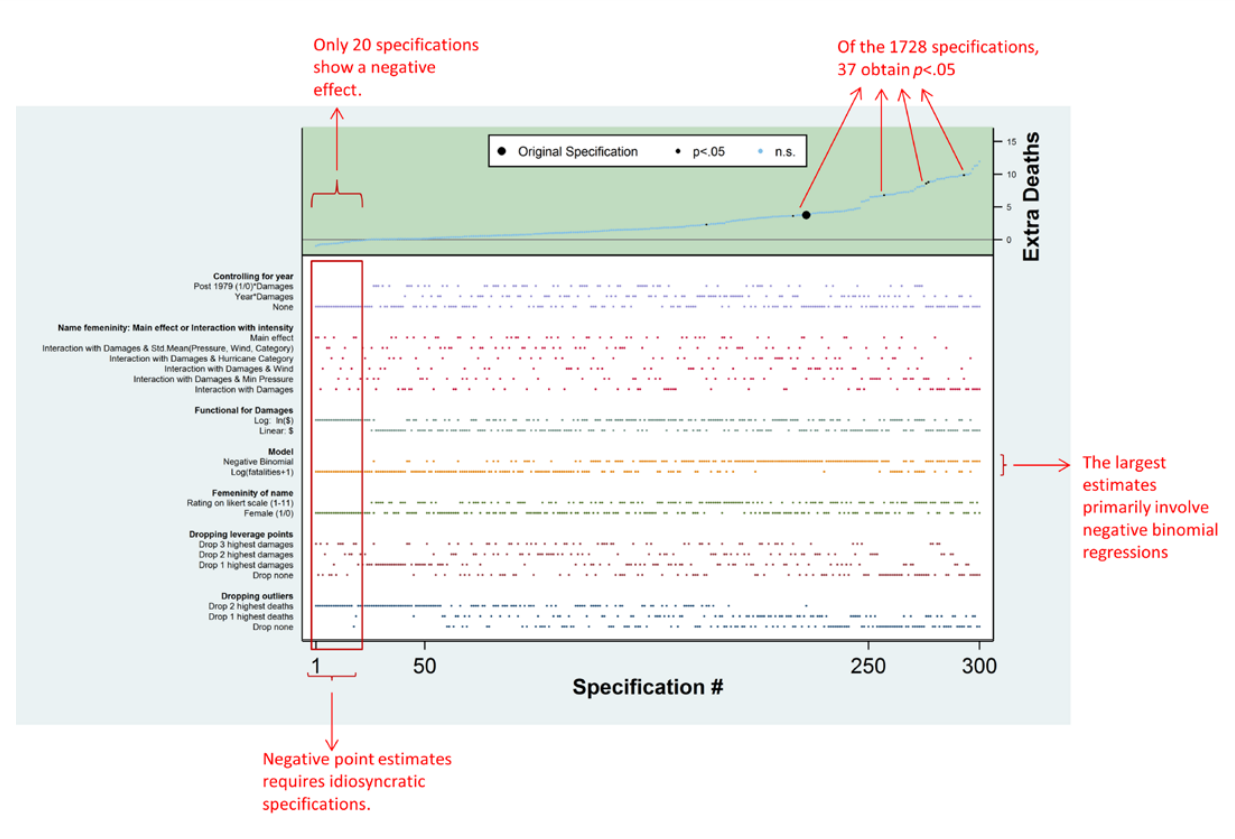 Only 20 specifications
show a negative
effect.
Of the 1728 specifications,
37 obtain p<.05
Original Specification
p<.05
n.s.
15
10
5
0
Extra Deaths
Controlling for year
Post 1979 (1/0)*Damages
Year*Damages
None
Name femeninity: Main effect or Interaction with intensity
Main effect
Interaction with Damages & Std.Mean(Pressure, Wind, Category)
Interaction with Damages & Hurricane Category
Interaction with Damages & Wind
Interaction with Damages & Min Pressure
Interaction with Damages
Functional for Damages
Log: ln($)
Linear: $
Model
Negative Binomial
Log(fatalities+1)
The largest
estimates
primarily involve
negative binomial
regressions
Femeninity of name
Rating on likert scale (1-11)
Female (1/0)
Dropping leverage points
Drop 3 highest damages
Drop 2 highest damages
Drop 1 highest damages
Drop none
Dropping outliers
Drop 2 highest deaths
Drop 1 highest deaths
Drop none
1
50
250
300
Specification #
Negative point estimates
requires idiosyncratic
specifications.